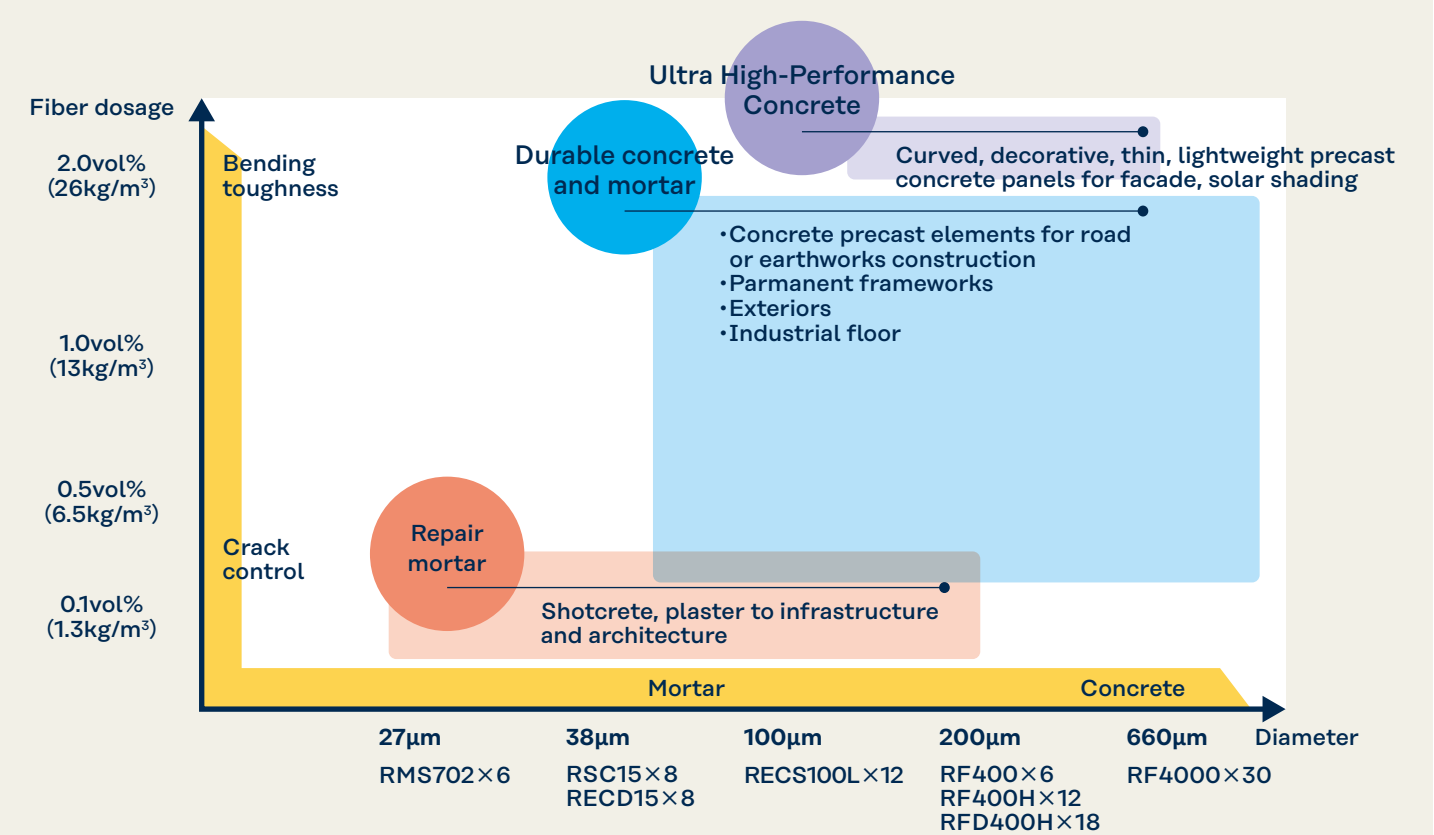 Ultra High-Performance
Concrete
Fiber dosage
Durable concrete
and mortar
2.0vol%
(26kg/m³)
Bending
toughness
Curved, decorative, thin, lightweight precast
concrete panels for facade, solar shading
・Concrete precast elements for road
or earthworks construction
・Parmanent frameworks
・Exteriors
・Industrial floor
1.0vol%
(13kg/m³)
0.5vol%
(6.5kg/m³)
Repair
mortar
Crack
control
0.1vol%
(1.3kg/m³)
Shotcrete, plaster to infrastructure
and architecture
Mortar
Concrete
27μm
38μm
100μm
200μm
660μm
Diameter
RMS702×6
RSC15×8
RECD15×8
RECS100L×12
RF400×6
RF400H×12
RFD400H×18
RF4000×30